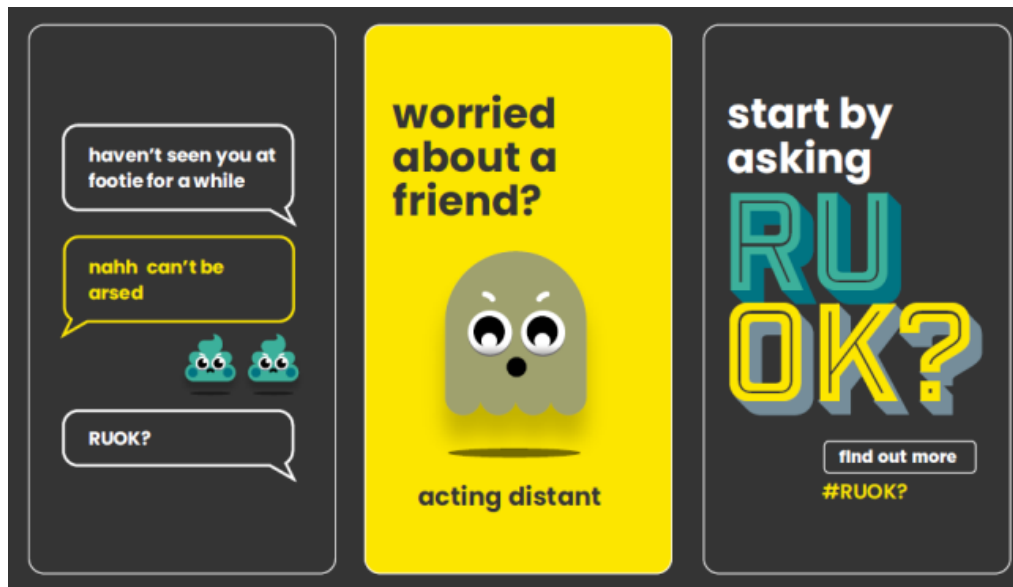 haven't seen you at
footie for a while
nahh can't be
arsed
RUOK?
worried
about a
friend?
acting distant
start by
asking
RU
OK?
find out more
#RUOK?